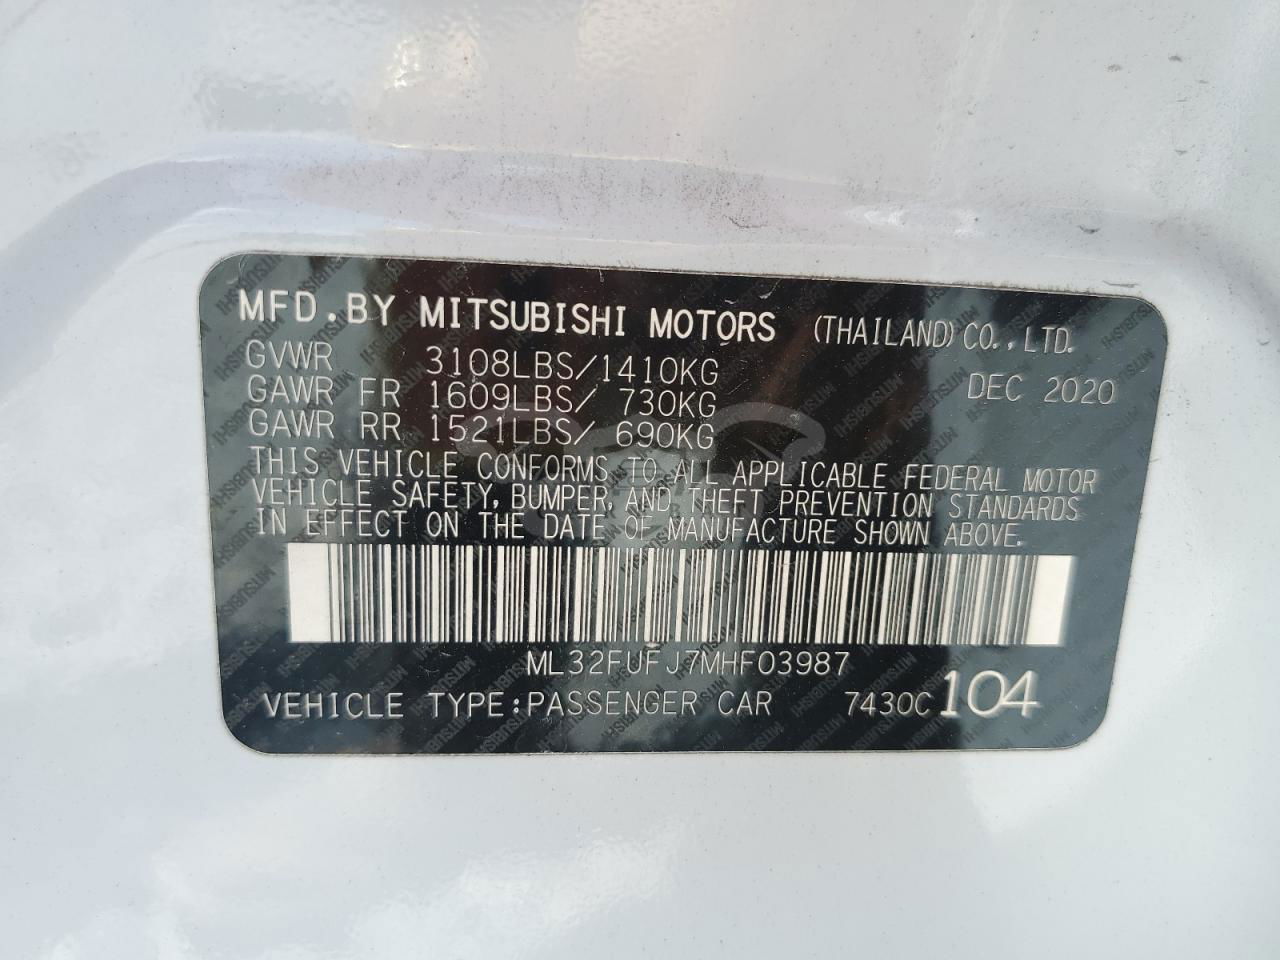 MFD.BY MITSUBISHI MOTORS (THAILAND)CO.,LTD.
GVWR 3108LBS/1410KG DEC 2020
GAWR FR 1609LBS/ 730KG
GAWR RR 1521LBS/ 690KG
THIS VEHICLE CONFORMS TO ALL APPLICABLE FEDERAL MOTOR
VEHICLE SAFETY, BUMPER, AND THEFT PREVENTION STANDARDS
IN EFFECT ON THE DATE OF MANUFACTURE SHOWN ABOVE.
ML32FUFJ7MHF03987
VEHICLE TYPE:PASSENGER CAR 7430C 104